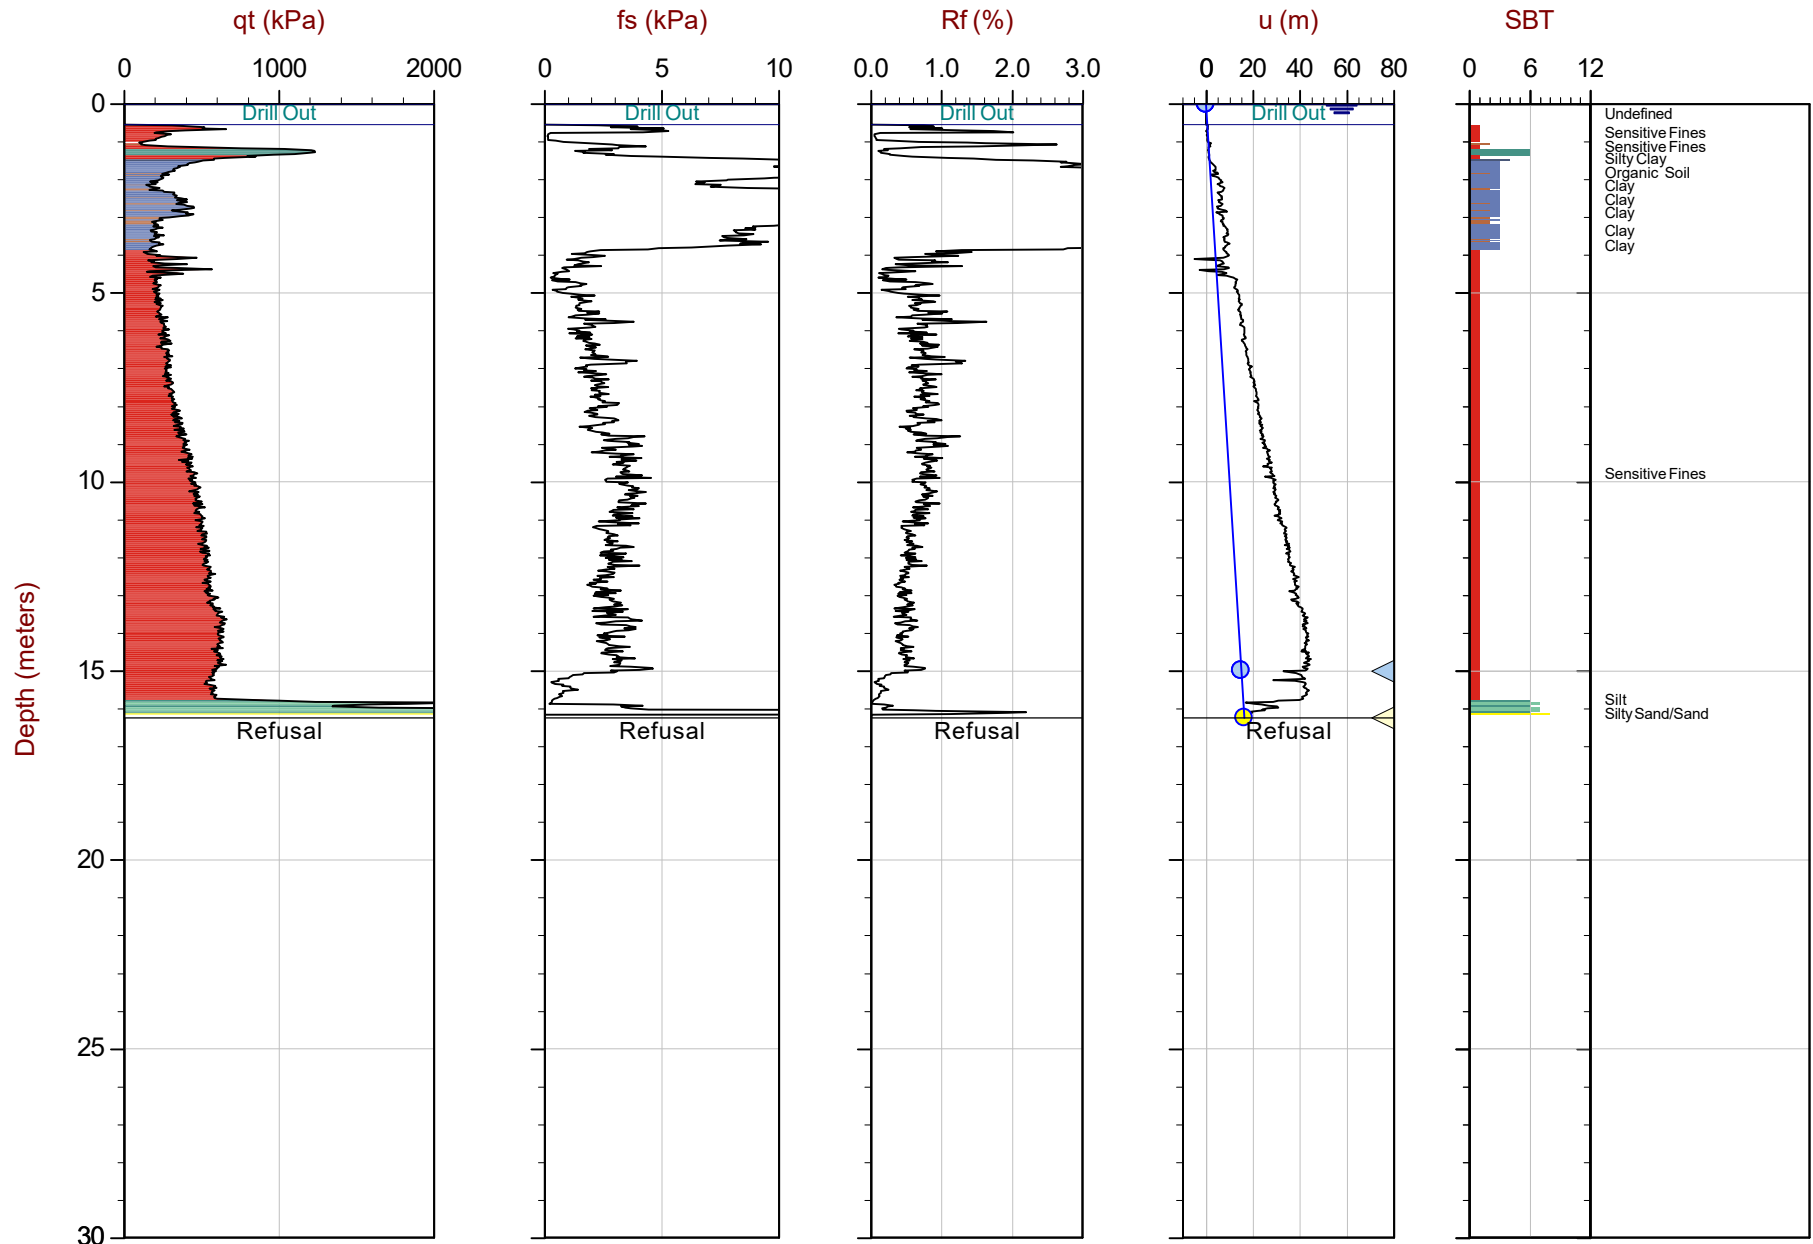 qt (kPa) fs (kPa) Rf (%) u (m) SBT
0 1000 2000 0 5 10 0.0 1.0 2.0 3.0 0 20 40 60 80 0 6 12
0
Drill Out Drill Out Drill Out Drill Out
Undefined
Sensitive Fines
Sensitive Fines
Silty Clay
Organic Soil
Clay
Clay
Clay
Clay
Clay
5
10
Sensitive Fines
15
Silt
Silty Sand/Sand
Refusal Refusal Refusal Refusal
Depth (meters)
20
25
30